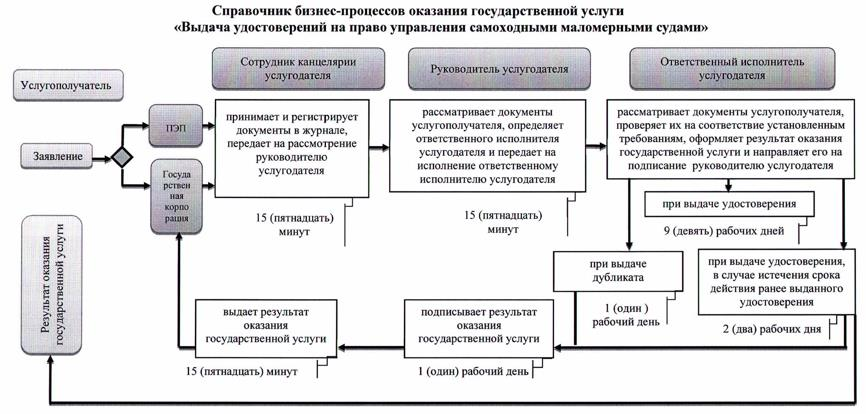 Справочник бизнес-процессов оказания государственной услуги
«Выдача удостоверений на право управления самоходными маломерными судами»
Услугополучатель
Сотрудник канцелярии
услугодателя
Руководитель услугодателя
Ответственный исполнитель
услугодателя
Заявление
ПЭП
Государ
ствен
ная корпо
рация
принимает и регистрирует
документы в журнале,
передает на рассмотрение
руководителю
услугодателя
15 (пятнадцать)
минут
рассматривает документы
услугополучателя, определяет
ответственного исполнителя
услугодателя и передает на
исполнение ответственному
исполнителю услугодателя
15 (пятнадцать)
минут
рассматривает документы услугополучателя,
проверяет их на соответствие установленным
требованиям, оформляет результат оказания
государственной услуги и направляет его на
подписание руководителю услугодателя
при выдаче удостоверения
9 (девять) рабочих дней
при выдаче
дубликата
1 (один )
рабочий день
при выдаче удостоверения,
в случае истечения срока
действия ранее выданного
удостоверения
2 (два) рабочих дня
подписывает результат
оказания
государственной услуги
1 (один) рабочий день
выдает результат
оказания
государственной услуги
15 (пятнадцать) минут
Результат оказания
государственной услуги